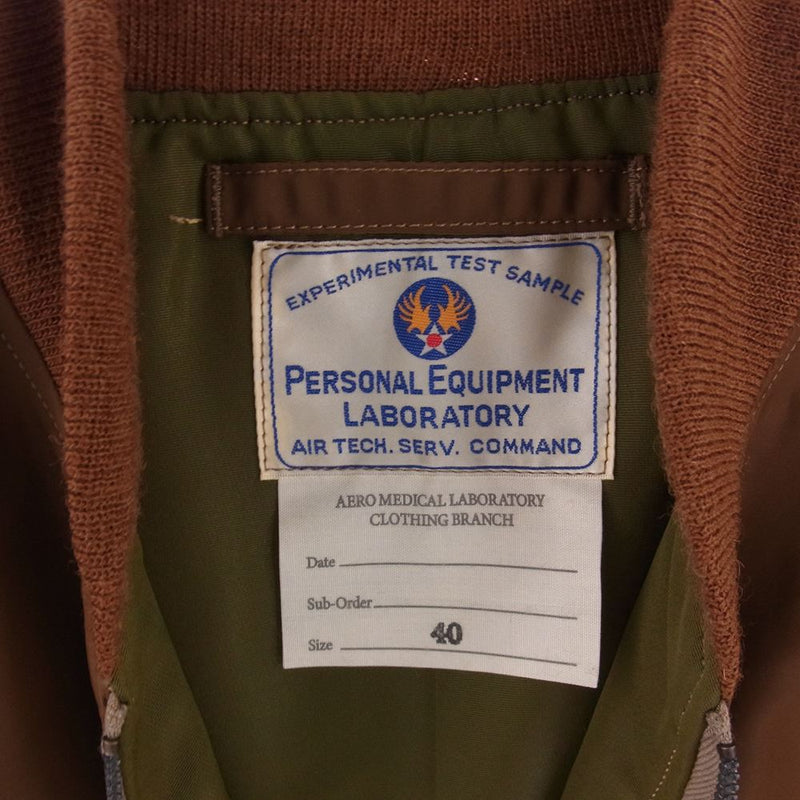 EXPERIMENTAL TEST SAMPLE
PERSONAL EQUIPMENT
LABORATORY
AIR TECH. SERV. COMMAND
AERO MEDICAL LABORATORY
CLOTHING BRANCH
Date
Sub-Order
Size 40